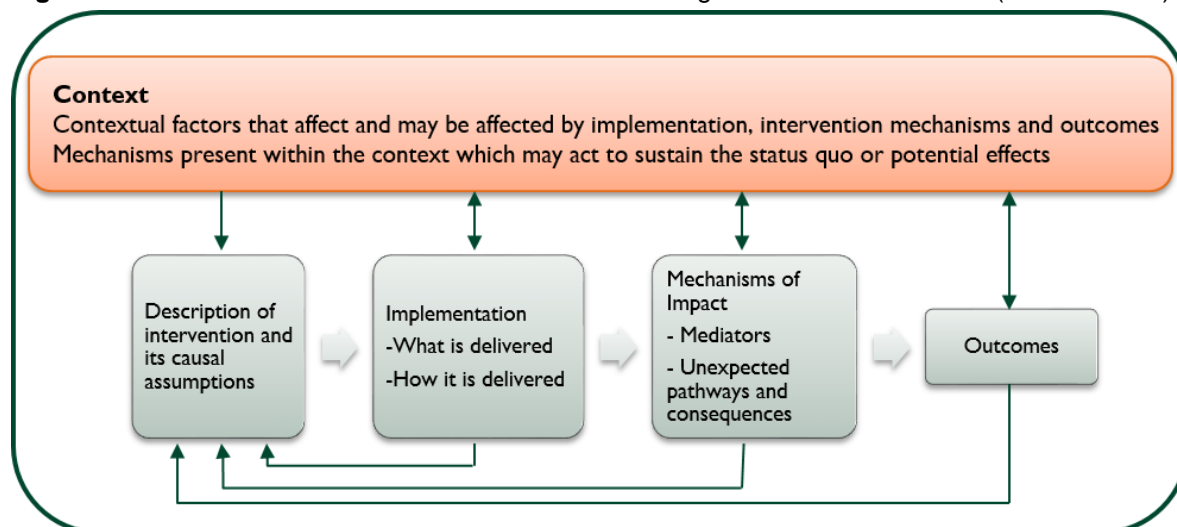 Context
Contextual factors that affect and may be affected by implementation, intervention mechanisms and outcomes
Mechanisms present within the context which may act to sustain the status quo or potential effects
Description of
intervention and
its causal
assumptions
Implementation
-What is delivered
-How it is delivered
Mechanisms of
Impact
- Mediators
- Unexpected
pathways and
consequences
Outcomes